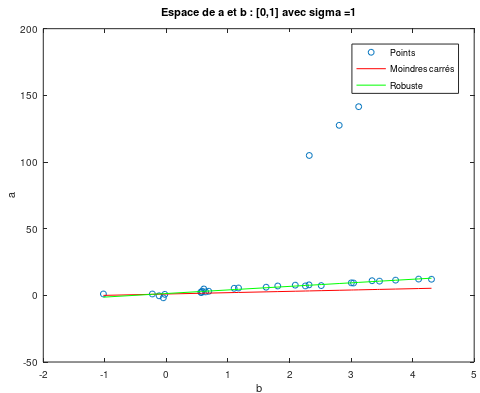 Espace de a et b : [0,1] avec sigma =1
200
150
100
50
0
-50
a
Points
Moindres carrés
Robuste
-2
-1
0
1
2
3
4
5
b